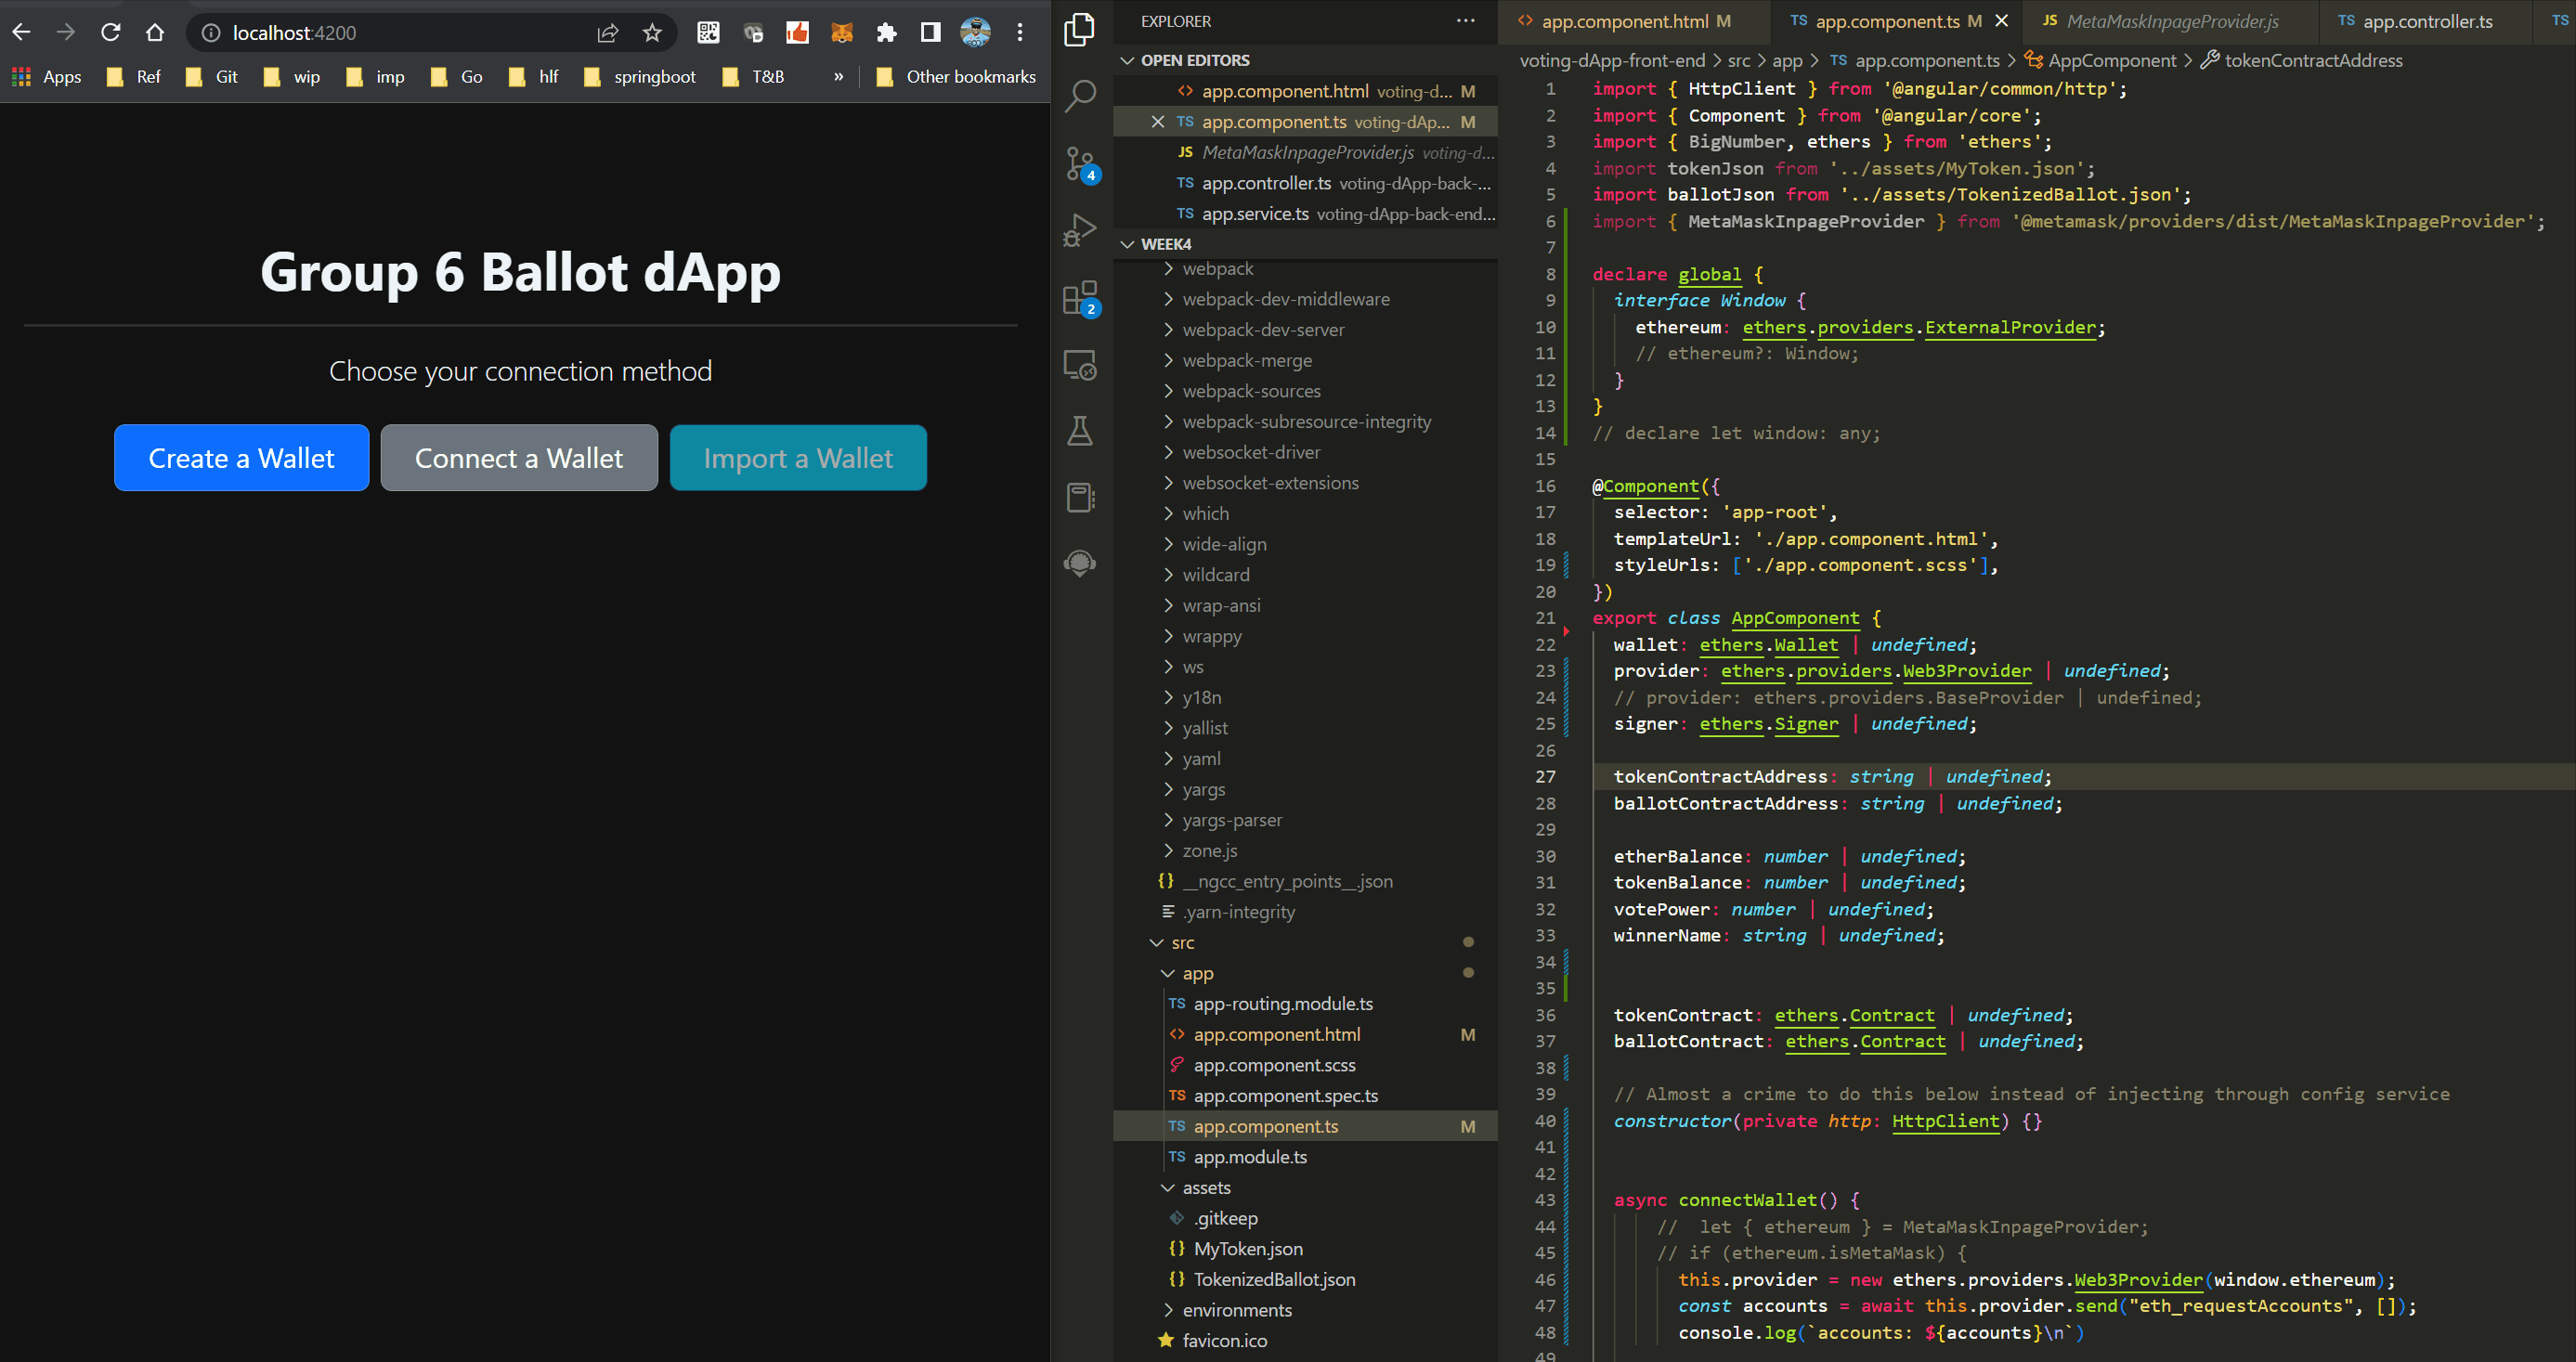 localhost:4200
Apps
Ref
Git
wip
imp
Go
hlf
springboot
T&B
»
Other bookmarks
Group 6 Ballot dApp
Choose your connection method
Create a Wallet
Connect a Wallet
Import a Wallet
4
2
EXPLORER
OPEN EDITORS
<> app.component.html voting-d... M
TS app.component.ts voting-dAp... M
JS MetaMaskInpageProvider.js voting-d...
TS app.controller.ts voting-dApp-back-...
TS app.service.ts voting-dApp-back-end...
WEEK4
webpack
webpack-dev-middleware
webpack-dev-server
webpack-merge
webpack-sources
webpack-subresource-integrity
websocket-driver
websocket-extensions
which
wide-align
wildcard
wrap-ansi
wrappy
ws
y18n
yallist
yaml
yargs
yargs-parser
zone.js
{} __ngcc_entry_points__.json
.yarn-integrity
src
app
TS app-routing.module.ts
<> app.component.html M
app.component.scss
TS app.component.spec.ts
TS app.component.ts M
TS app.module.ts
assets
.gitkeep
{} MyToken.json
{} TokenizedBallot.json
environments
favicon.ico
<> app.component.html M
TS app.component.ts M
JS MetaMaskInpageProvider.js
TS app.controller.ts
TS
voting-dApp-front-end > src > app > TS app.component.ts > AppComponent > tokenContractAddress
1 import { HttpClient } from '@angular/common/http';
2 import { Component } from '@angular/core';
3 import { BigNumber, ethers } from 'ethers';
4 import tokenJson from '../assets/MyToken.json';
5 import ballotJson from '../assets/TokenizedBallot.json';
6 import { MetaMaskInpageProvider } from '@metamask/providers/dist/MetaMaskInpageProvider';
7
8 declare global {
9 interface Window {
10 ethereum: ethers.providers.ExternalProvider;
11 // ethereum?: Window;
12 }
13 }
14 // declare let window: any;
15
16 @Component({
17 selector: 'app-root',
18 templateUrl: './app.component.html',
19 styleUrls: ['./app.component.scss'],
20 })
21 export class AppComponent {
22 wallet: ethers.Wallet | undefined;
23 provider: ethers.providers.Web3Provider | undefined;
24 // provider: ethers.providers.BaseProvider | undefined;
25 signer: ethers.Signer | undefined;
26
27 tokenContractAddress: string | undefined;
28 ballotContractAddress: string | undefined;
29
30 etherBalance: number | undefined;
31 tokenBalance: number | undefined;
32 votePower: number | undefined;
33 winnerName: string | undefined;
34
35
36 tokenContract: ethers.Contract | undefined;
37 ballotContract: ethers.Contract | undefined;
38
39 // Almost a crime to do this below instead of injecting through config service
40 constructor(private http: HttpClient) {}
41
42
43 async connectWallet() {
44 // let { ethereum } = MetaMaskInpageProvider;
45 // if (ethereum.isMetaMask) {
46 this.provider = new ethers.providers.Web3Provider(window.ethereum);
47 const accounts = await this.provider.send("eth_requestAccounts", []);
48 console.log(`accounts: ${accounts}\n`)
49